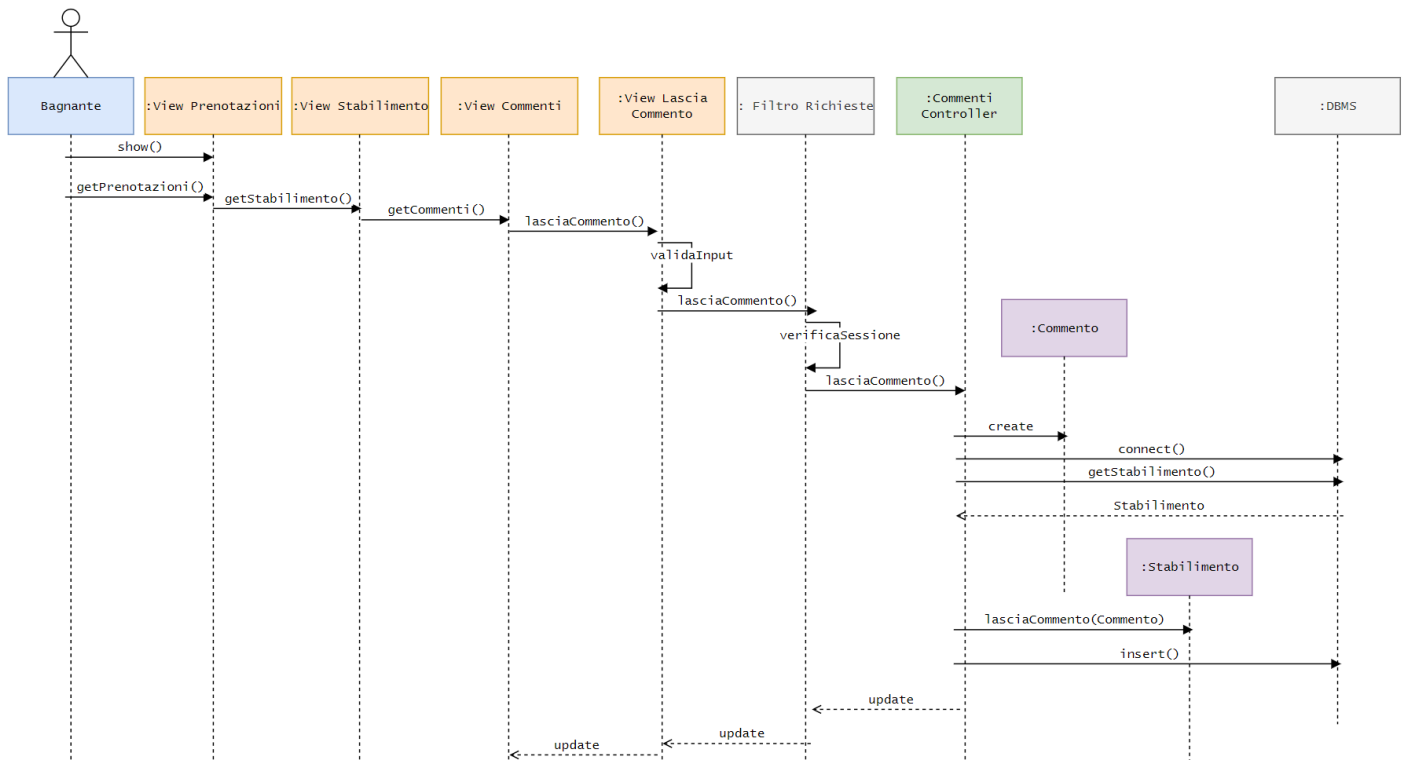 Bagnante
:View Prenotazioni
:View Stabilimento
:View Commenti
:View Lascia
Commento
: Filtro Richieste
:Commenti
Controller
:DBMS
show()
getPrenotazioni()
getStabilimento()
getCommenti()
lasciaCommento()
validaInput
lasciaCommento()
:Commento
verificaSessione
lasciaCommento()
create
connect()
getStabilimento()
Stabilimento
:Stabilimento
lasciaCommento(Commento)
insert()
update
update
update